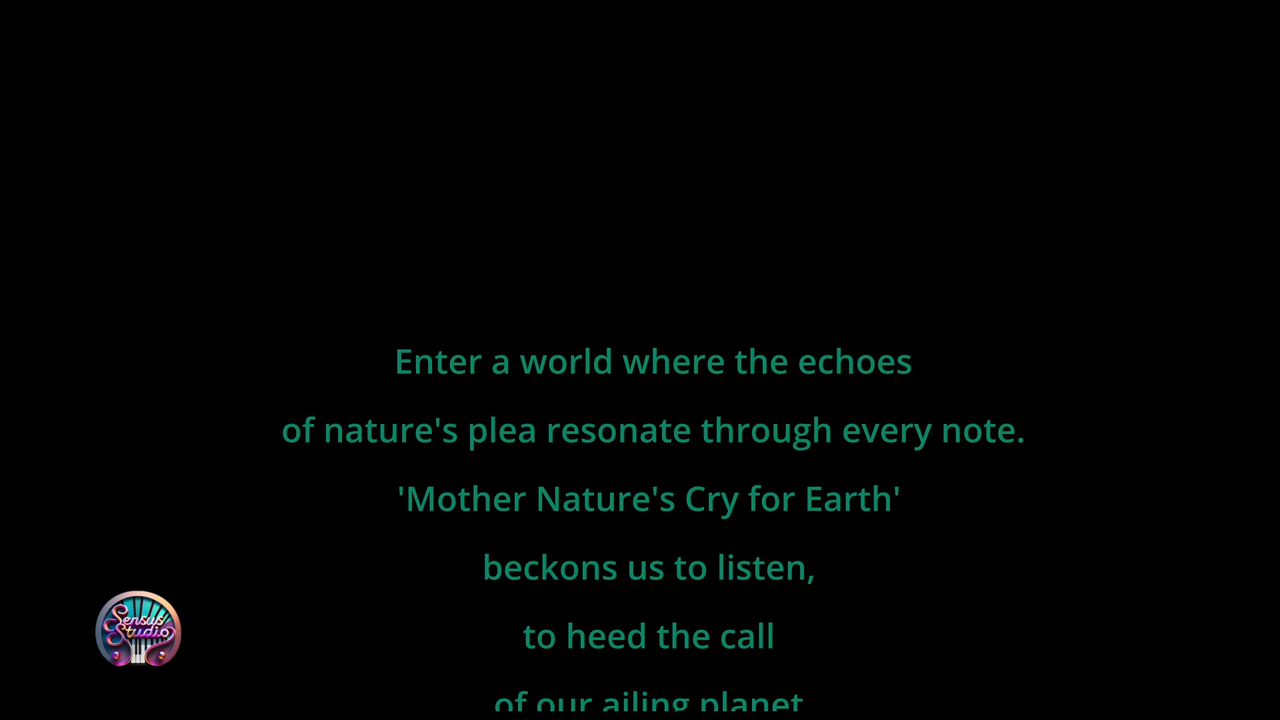 Enter a world where the echoes
of nature's plea resonate through every note.
'Mother Nature's Cry for Earth'
beckons us to listen,
to heed the call
of our ailing planet
Sensus
Studio